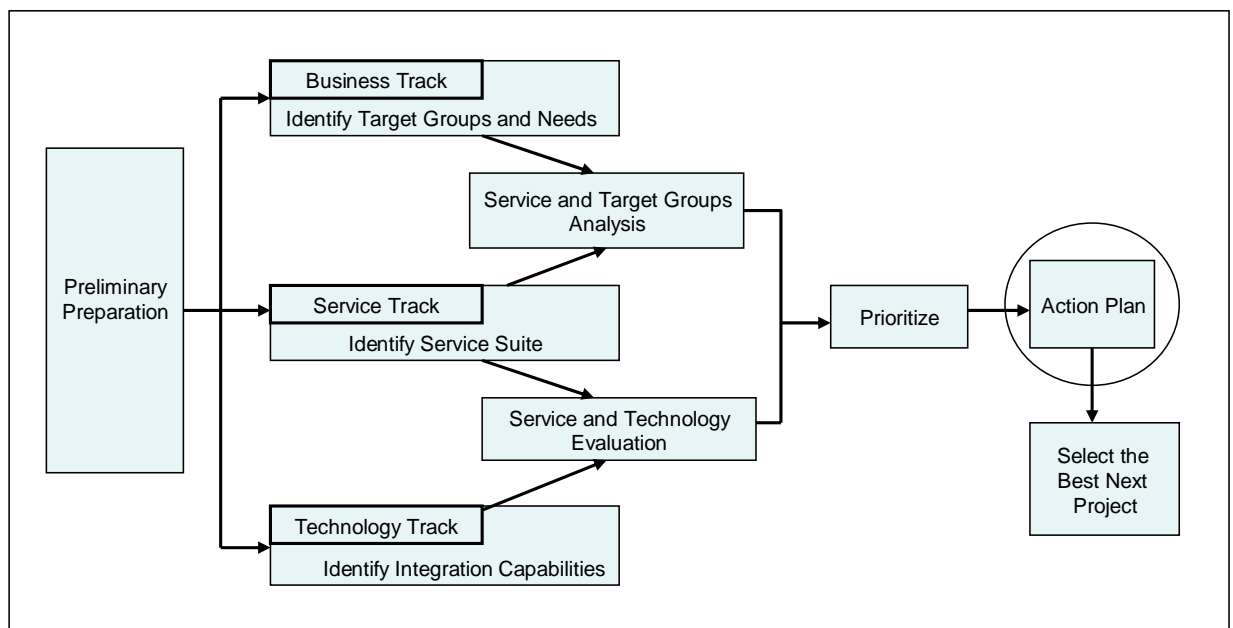 Business Track
Identify Target Groups and Needs
Service and Target Groups
Analysis
Preliminary
Preparation
Service Track
Identify Service Suite
Prioritize
Action Plan
Service and Technology
Evaluation
Select the
Best Next
Project
Technology Track
Identify Integration Capabilities